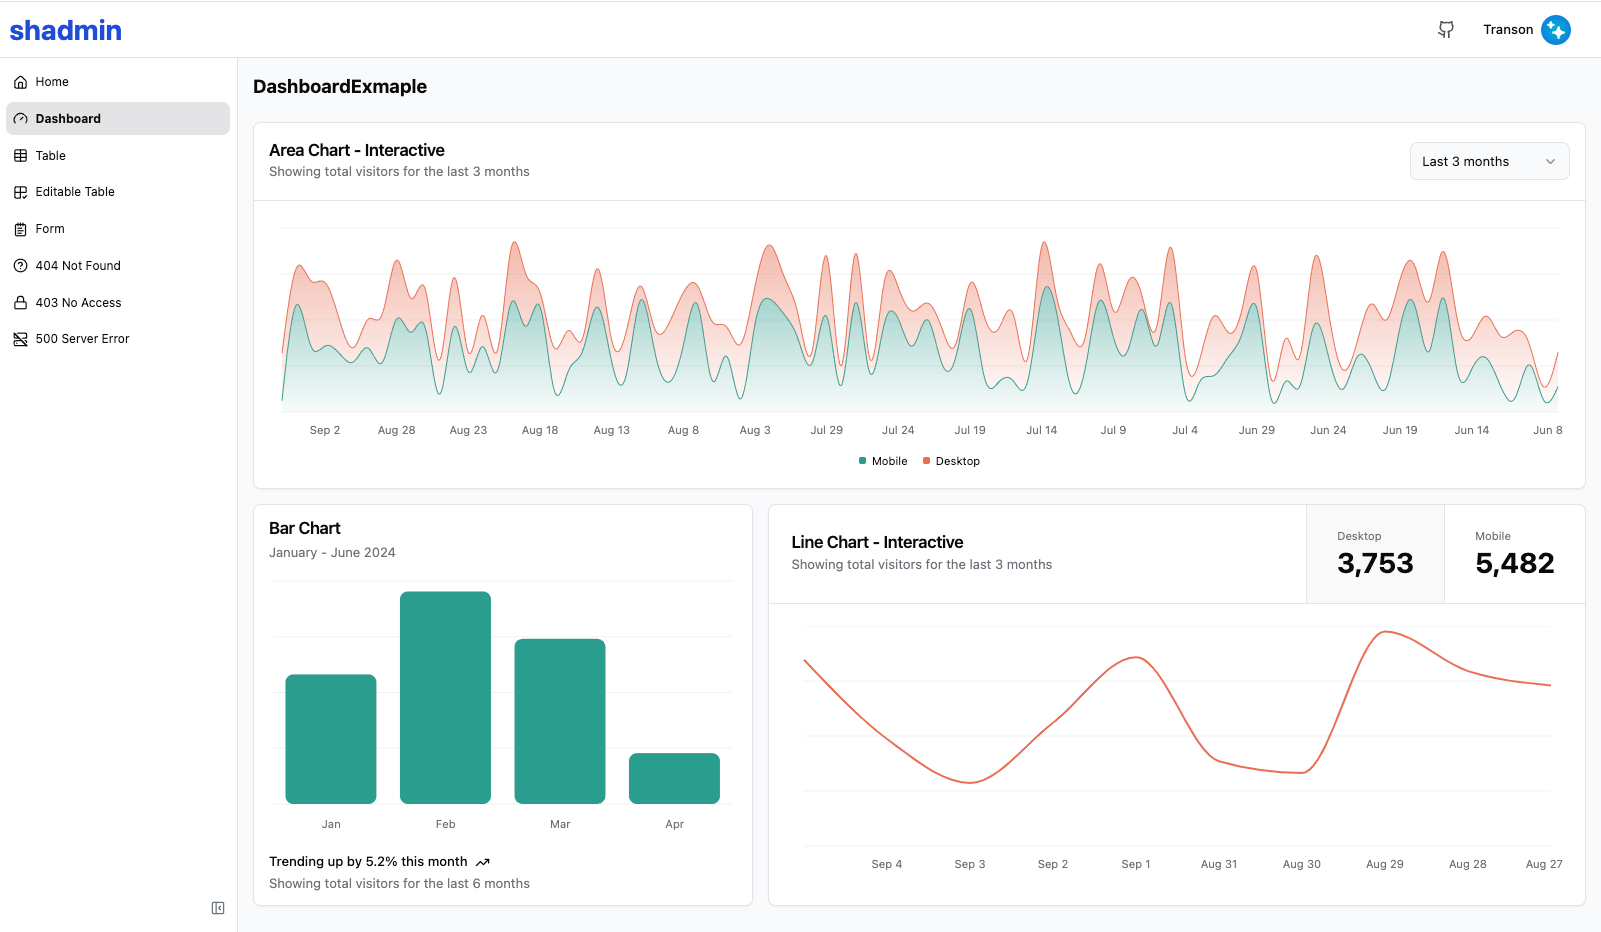 shadmin
Transon
Home
Dashboard
Table
Editable Table
Form
404 Not Found
403 No Access
500 Server Error
DashboardExmaple
Area Chart - Interactive
Showing total visitors for the last 3 months
Last 3 months
Sep 2 Aug 28 Aug 23 Aug 18 Aug 13 Aug 8 Aug 3 Jul 29 Jul 24 Jul 19 Jul 14 Jul 9 Jul 4 Jun 29 Jun 24 Jun 19 Jun 14 Jun 8
Mobile Desktop
Bar Chart
January - June 2024
Jan Feb Mar Apr
Trending up by 5.2% this month
Showing total visitors for the last 6 months
Line Chart - Interactive
Showing total visitors for the last 3 months
Desktop
3,753
Mobile
5,482
Sep 4 Sep 3 Sep 2 Sep 1 Aug 31 Aug 30 Aug 29 Aug 28 Aug 27